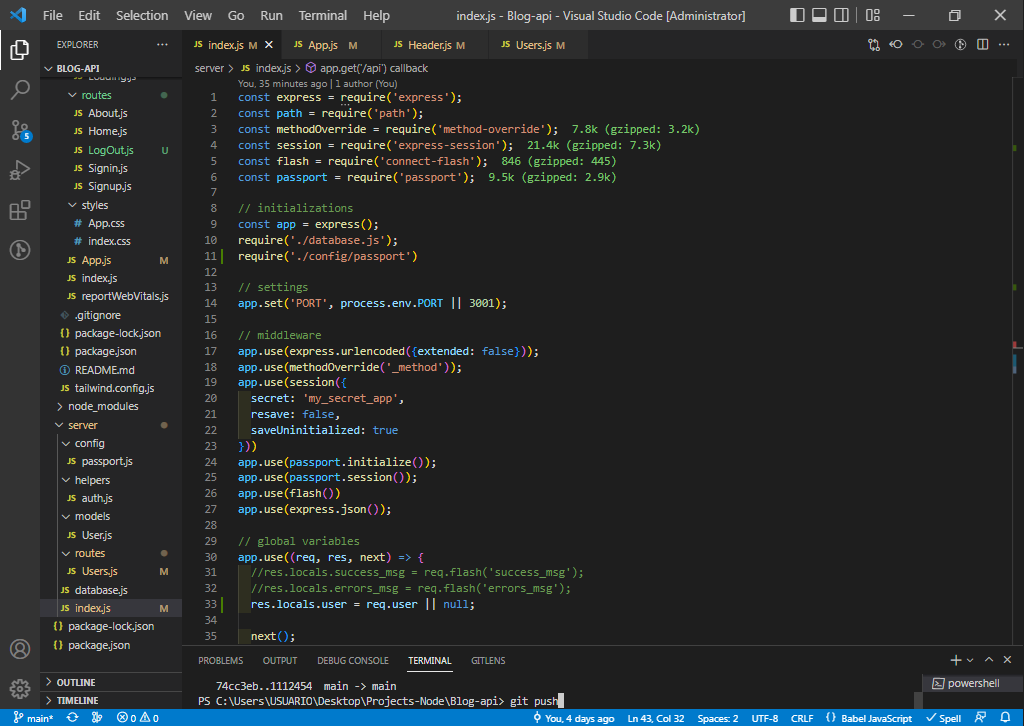 File Edit Selection View Go Run Terminal Help index.js - Blog-api - Visual Studio Code [Administrator]
EXPLORER ···
BLOG-API
Loading.js
routes
JS About.js
JS Home.js
JS LogOut.js U
JS Signin.js
JS Signup.js
styles
# App.css
# index.css
JS App.js M
JS index.js
JS reportWebVitals.js
.gitignore
{} package-lock.json
{} package.json
README.md
JS tailwind.config.js
node_modules
server
config
JS passport.js
helpers
JS auth.js
models
JS User.js
routes
JS Users.js M
JS database.js
JS index.js M
{} package-lock.json
{} package.json
OUTLINE
TIMELINE
5
JS index.js M JS App.js M JS Header.js M JS Users.js M
server > JS index.js > app.get('/api') callback
You, 35 minutes ago | 1 author (You)
1 const express = require('express');
2 const path = require('path');
3 const methodOverride = require('method-override'); 7.8k (gzipped: 3.2k)
4 const session = require('express-session'); 21.4k (gzipped: 7.3k)
5 const flash = require('connect-flash'); 846 (gzipped: 445)
6 const passport = require('passport'); 9.5k (gzipped: 2.9k)
7
8 // initializations
9 const app = express();
10 require('./database.js');
11 require('./config/passport')
12
13 // settings
14 app.set('PORT', process.env.PORT || 3001);
15
16 // middleware
17 app.use(express.urlencoded({extended: false}));
18 app.use(methodOverride('_method'));
19 app.use(session({
20 secret: 'my_secret_app',
21 resave: false,
22 saveUninitialized: true
23 }))
24 app.use(passport.initialize());
25 app.use(passport.session());
26 app.use(flash())
27 app.use(express.json());
28
29 // global variables
30 app.use((req, res, next) => {
31 //res.locals.success_msg = req.flash('success_msg');
32 //res.locals.errors_msg = req.flash('errors_msg');
33 res.locals.user = req.user || null;
34
35 next();
PROBLEMS OUTPUT DEBUG CONSOLE TERMINAL GITLENS
74cc3eb..1112454 main -> main
PS C:\Users\USUARIO\Desktop\Projects-Node\Blog-api> git push
powershell
main* 0 0 You, 4 days ago Ln 43, Col 32 Spaces: 2 UTF-8 CRLF {} Babel JavaScript Spell